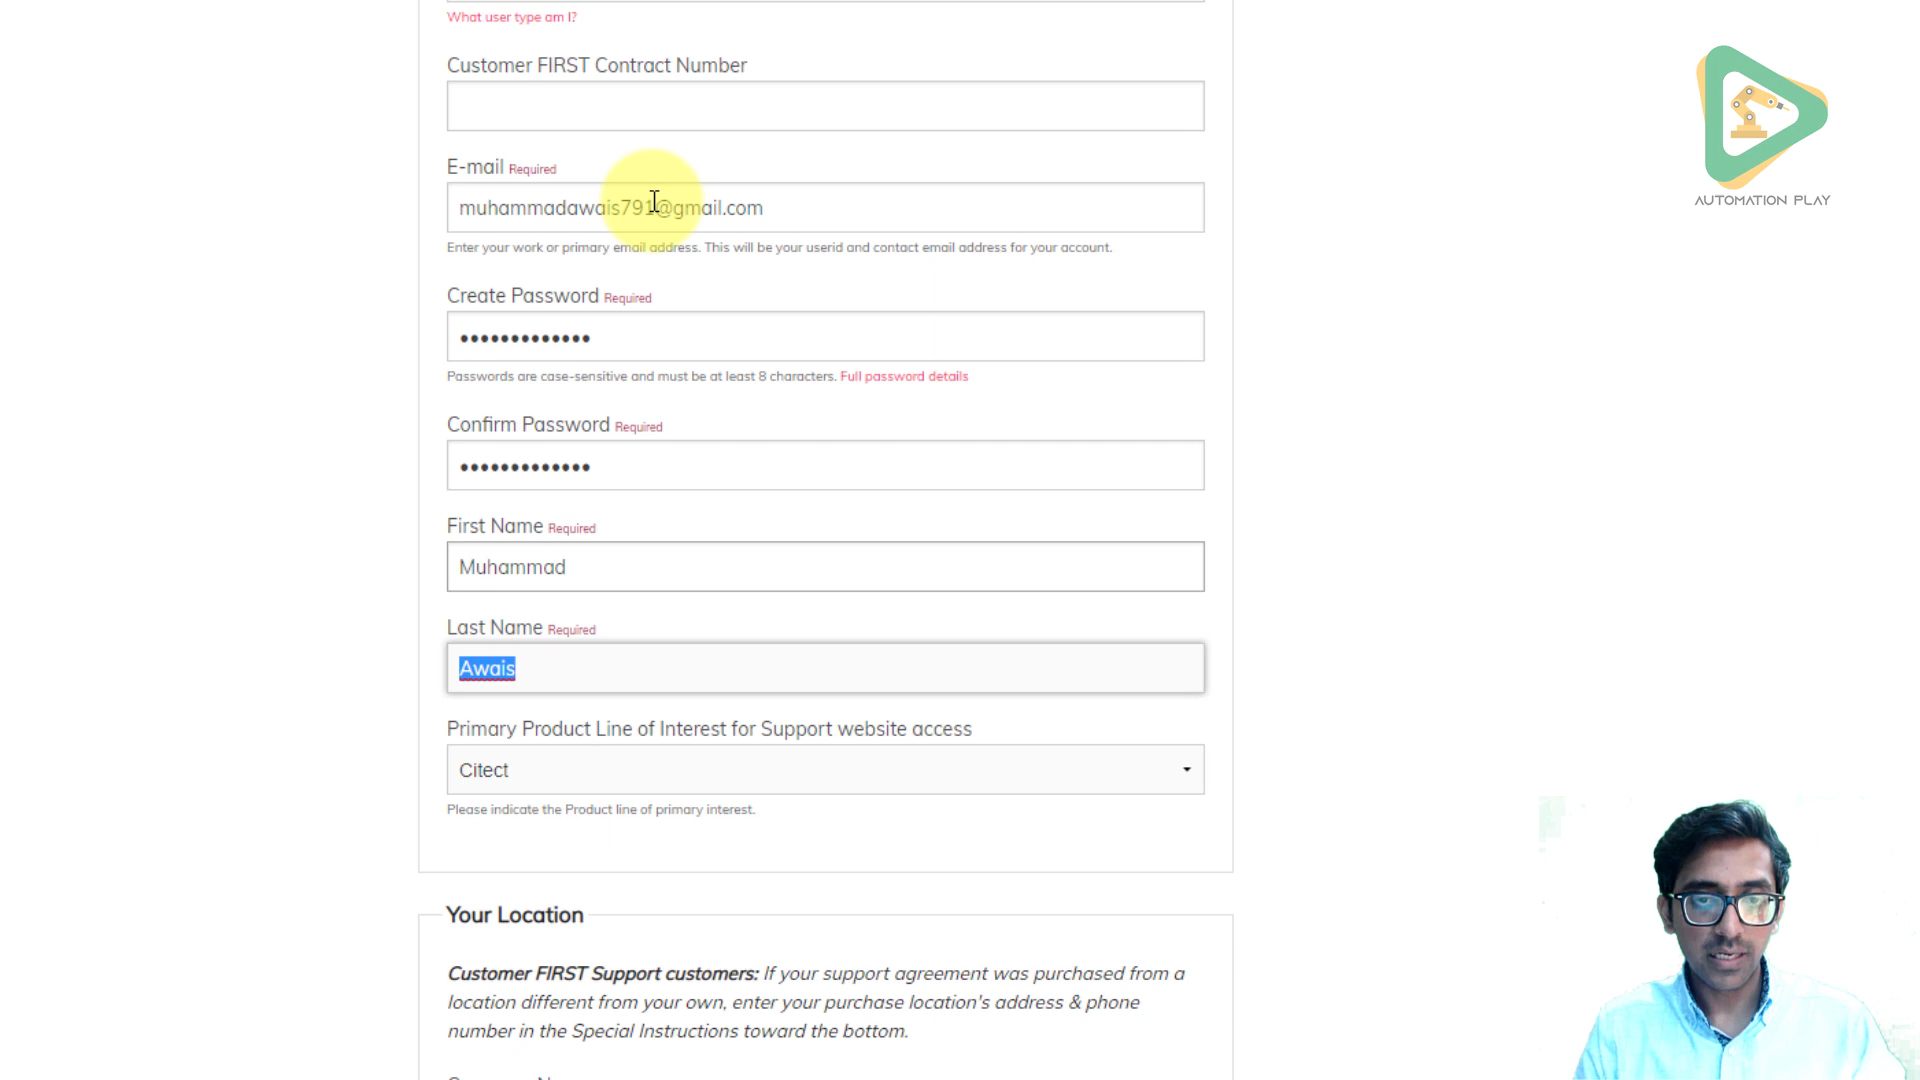 What user type am I?
Customer FIRST Contract Number
E-mail Required
muhammadawais791@gmail.com
Enter your work or primary email address. This will be your userid and contact email address for your account.
Create Password Required
•••••••••••••
Passwords are case-sensitive and must be at least 8 characters. Full password details
Confirm Password Required
•••••••••••••
First Name Required
Muhammad
Last Name Required
Awais
Primary Product Line of Interest for Support website access
Citect
Please indicate the Product line of primary interest.
Your Location
Customer FIRST Support customers: If your support agreement was purchased from a
location different from your own, enter your purchase location's address & phone
number in the Special Instructions toward the bottom.
AUTOMATION PLAY